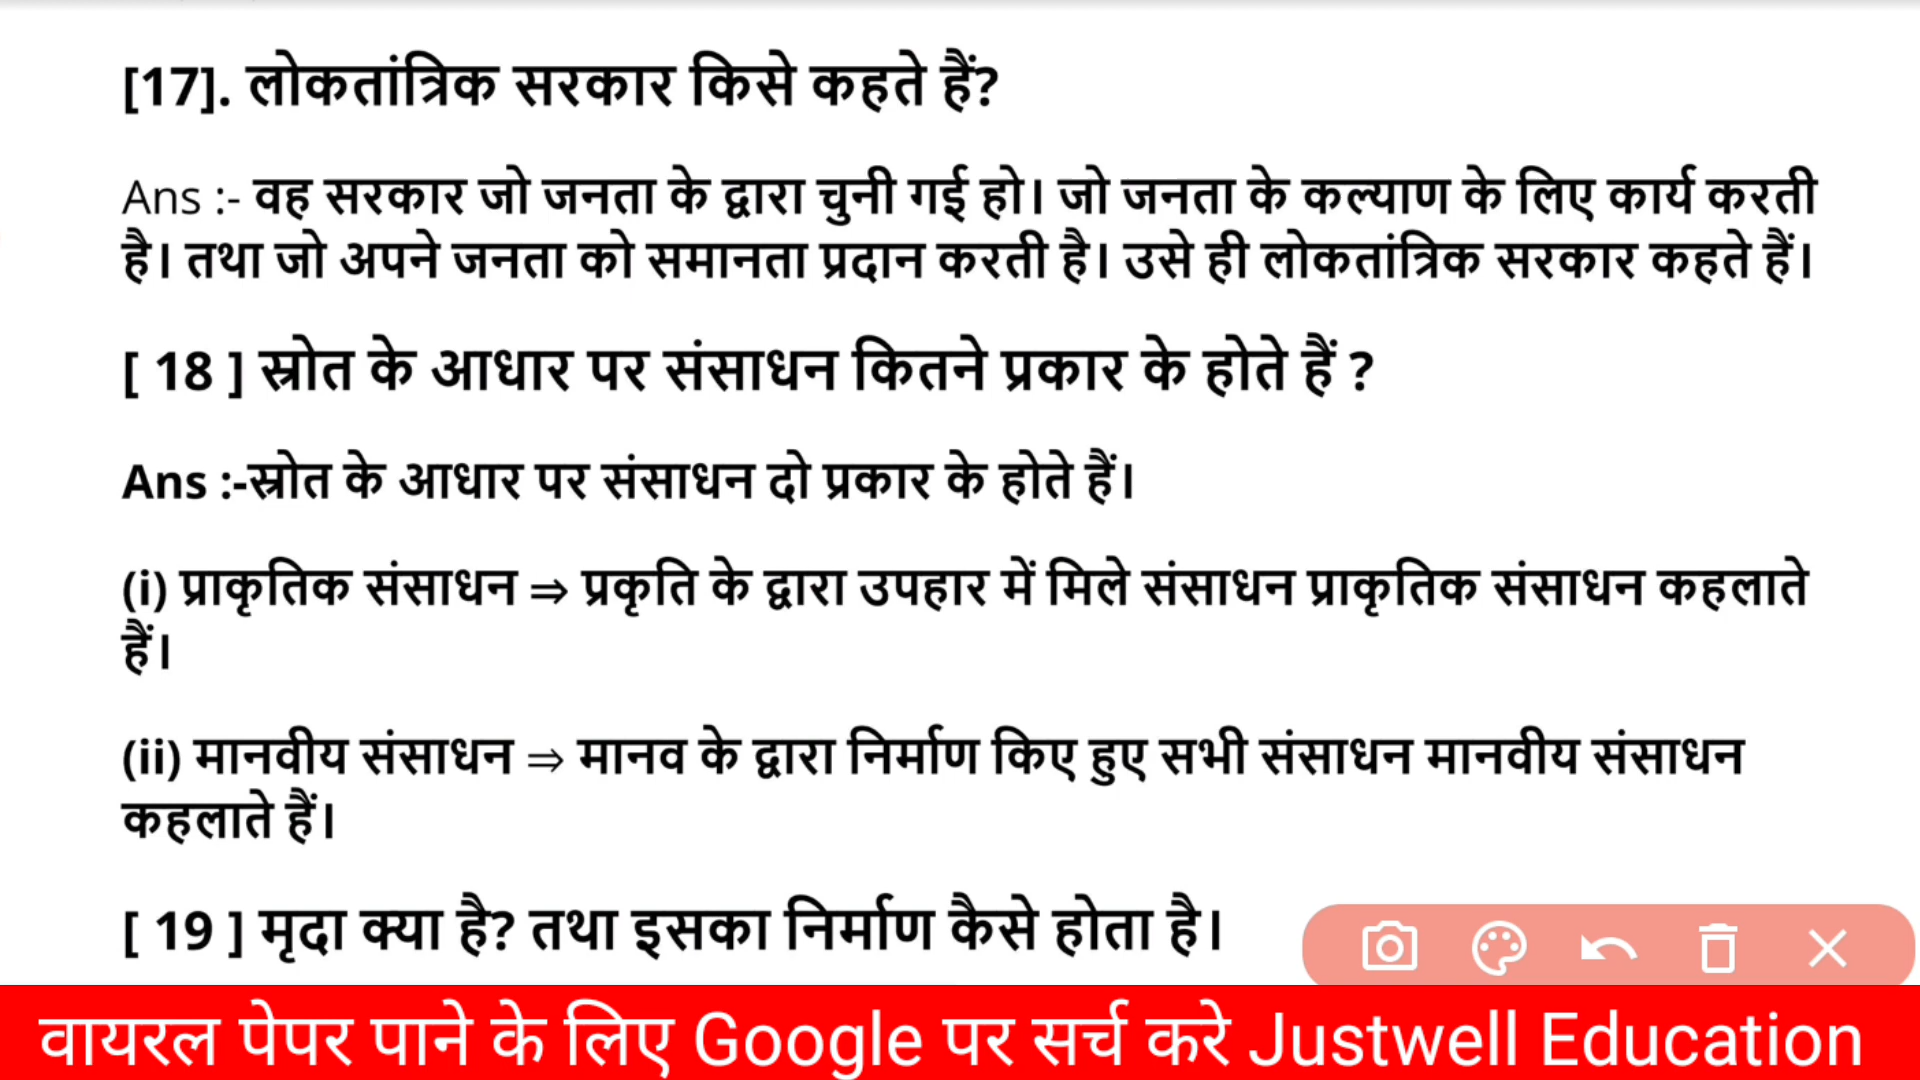 [17]. लोकतांत्रिक सरकार किसे कहते हैं?
Ans :- वह सरकार जो जनता के द्वारा चुनी गई हो। जो जनता के कल्याण के लिए कार्य करती
है। तथा जो अपने जनता को समानता प्रदान करती है। उसे ही लोकतांत्रिक सरकार कहते हैं।
[ 18 ] स्रोत के आधार पर संसाधन कितने प्रकार के होते हैं ?
Ans :-स्रोत के आधार पर संसाधन दो प्रकार के होते हैं।
(i) प्राकृतिक संसाधन ⇒ प्रकृति के द्वारा उपहार में मिले संसाधन प्राकृतिक संसाधन कहलाते
हैं।
(ii) मानवीय संसाधन ⇒ मानव के द्वारा निर्माण किए हुए सभी संसाधन मानवीय संसाधन
कहलाते हैं।
[ 19 ] मृदा क्या है? तथा इसका निर्माण कैसे होता है।
वायरल पेपर पाने के लिए Google पर सर्च करे Justwell Education